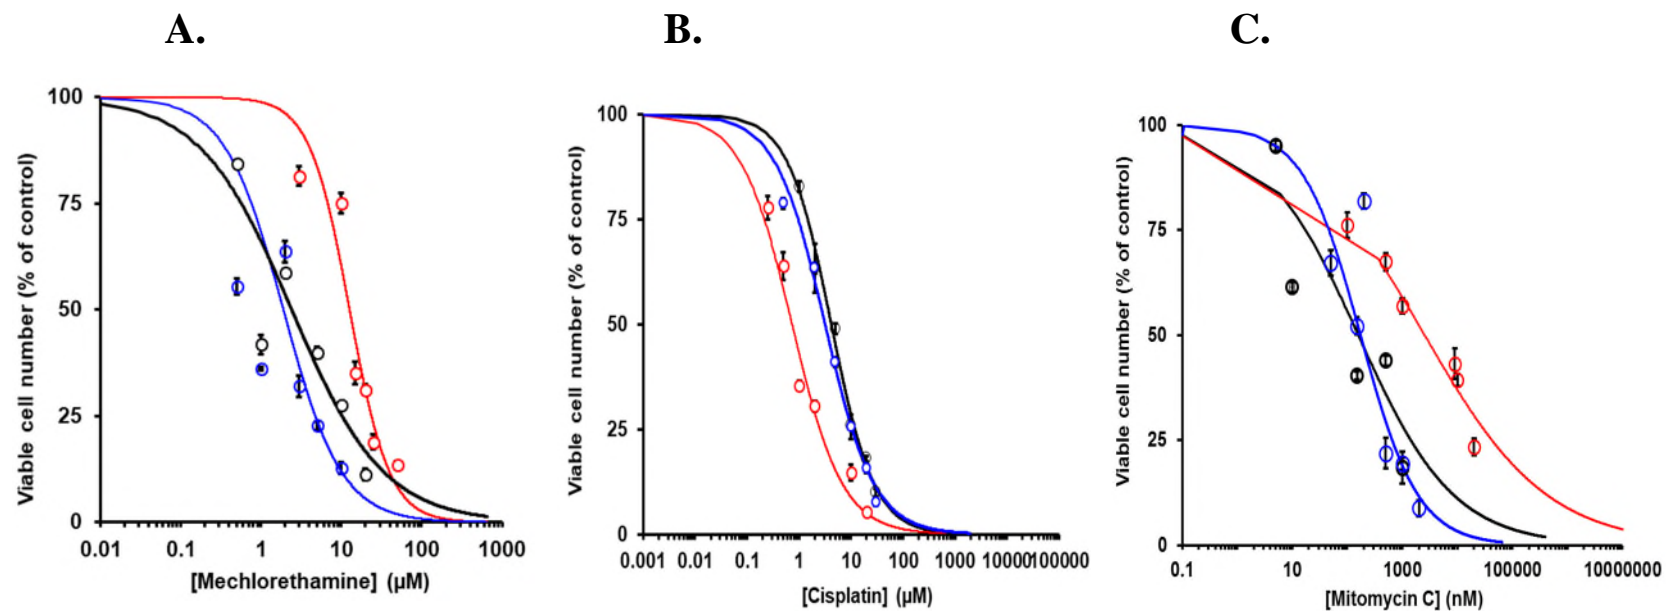 A.
B.
C.
Viable cell number (% of control)
100
75
50
25
0
0.01 0.1 1 10 100 1000
[Mechlorethamine] (µM)
Viable cell number (% of control)
100
75
50
25
0
0.001 0.01 0.1 1 10 100 1000 10000 100000
[Cisplatin] (µM)
Viable cell number (% of control)
100
75
50
25
0
0.1 10 1000 100000 10000000
[Mitomycin C] (nM)